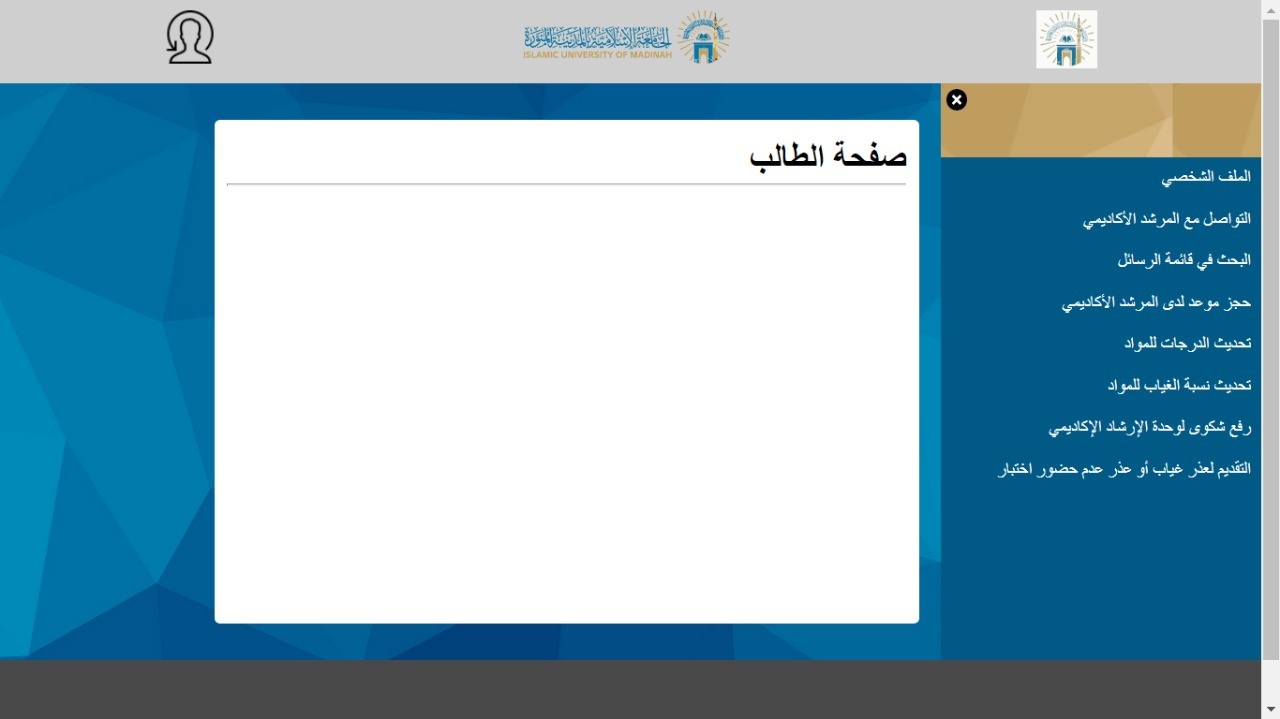 الجامعة الإسلامية بالمدينة المنورة
ISLAMIC UNIVERSITY OF MADINAH
صفحة الطالب
الملف الشخصي
التواصل مع المرشد الأكاديمي
البحث في قائمة الرسائل
حجز موعد لدى المرشد الأكاديمي
تحديث الدرجات للمواد
تحديث نسبة الغياب للمواد
رفع شكوى لوحدة الإرشاد الإكاديمي
التقديم لعذر غياب أو عذر عدم حضور اختبار